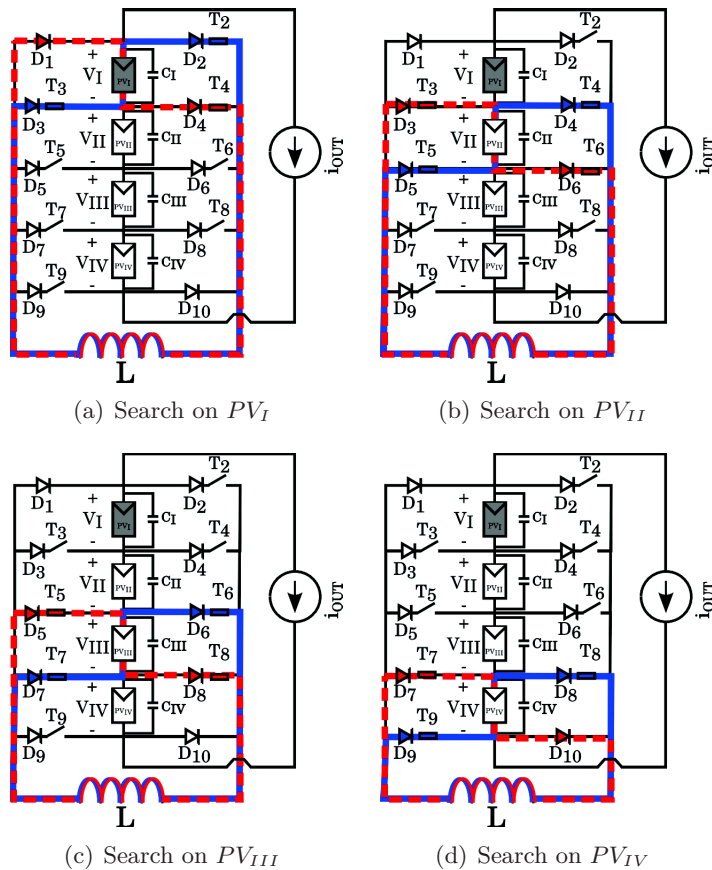 T2
D1 + D2
VI PVI CI
T3 - T4
D3 + D4
VII PVII CII iOUT
T5 - T6
D5 + D6
VIII PVIII CIII
T7 - T8
D7 + D8
VIV PVIV CIV
T9 -
D9 D10
L
(a) Search on PVI
T2
D1 + D2
VI PVI CI
T3 - T4
D3 + D4
VII PVII CII iOUT
T5 - T6
D5 + D6
VIII PVIII CIII
T7 - T8
D7 + D8
VIV PVIV CIV
T9 -
D9 D10
L
(b) Search on PVII
T2
D1 + D2
VI PVI CI
T3 - T4
D3 + D4
VII PVII CII iOUT
T5 - T6
D5 + D6
VIII PVIII CIII
T7 - T8
D7 + D8
VIV PVIV CIV
T9 -
D9 D10
L
(c) Search on PVIII
T2
D1 + D2
VI PVI CI
T3 - T4
D3 + D4
VII PVII CII iOUT
T5 - T6
D5 + D6
VIII PVIII CIII
T7 - T8
D7 + D8
VIV PVIV CIV
T9 -
D9 D10
L
(d) Search on PVIV